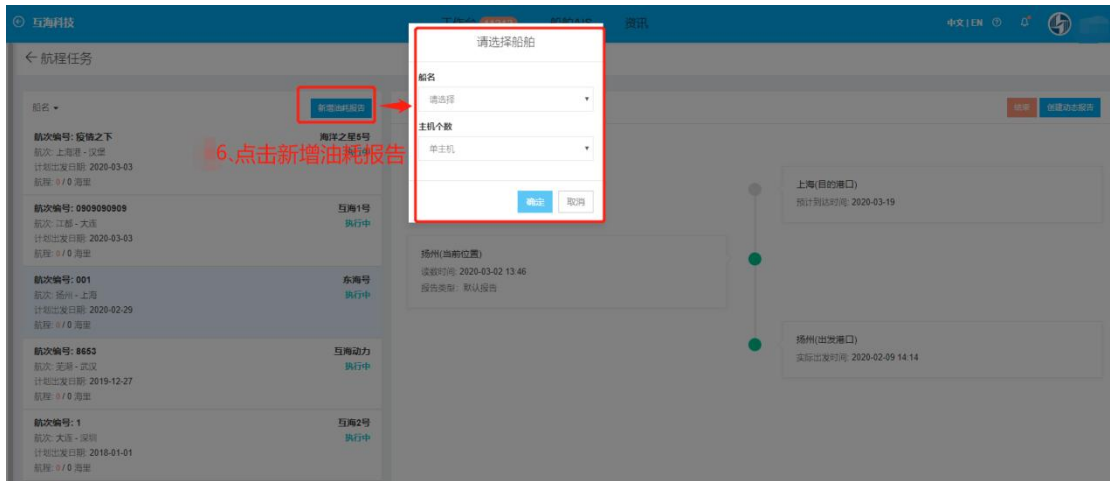 互海科技
资讯
中文 | EN
← 航程任务
请选择船舶
船名
请选择
主机个数
单主机
确定
取消
船名
新增油耗报告
6、点击新增油耗报告
结束
创建动态报告
航次编号: 疫情之下
海洋之星5号
航次: 上海港 - 汉堡
计划出发日期: 2020-03-03
航程: 0 / 0 海里
航次编号: 0909090909
互海1号
航次: 江都 - 大连
执行中
计划出发日期: 2020-03-03
航程: 0 / 0 海里
航次编号: 001
东海号
航次: 扬州 - 上海
执行中
计划出发日期: 2020-02-29
航程: 0 / 0 海里
航次编号: 8653
互海动力
航次: 芜湖 - 武汉
执行中
计划出发日期: 2019-12-27
航程: 0 / 0 海里
航次编号: 1
互海2号
航次: 大连 - 深圳
执行中
计划出发日期: 2018-01-01
航程: 0 / 0 海里
上海(目的港口)
预计到达时间: 2020-03-19
扬州(当前位置)
读数时间: 2020-03-02 13:46
报告类型: 默认报告
扬州(出发港口)
实际出发时间: 2020-02-09 14:14